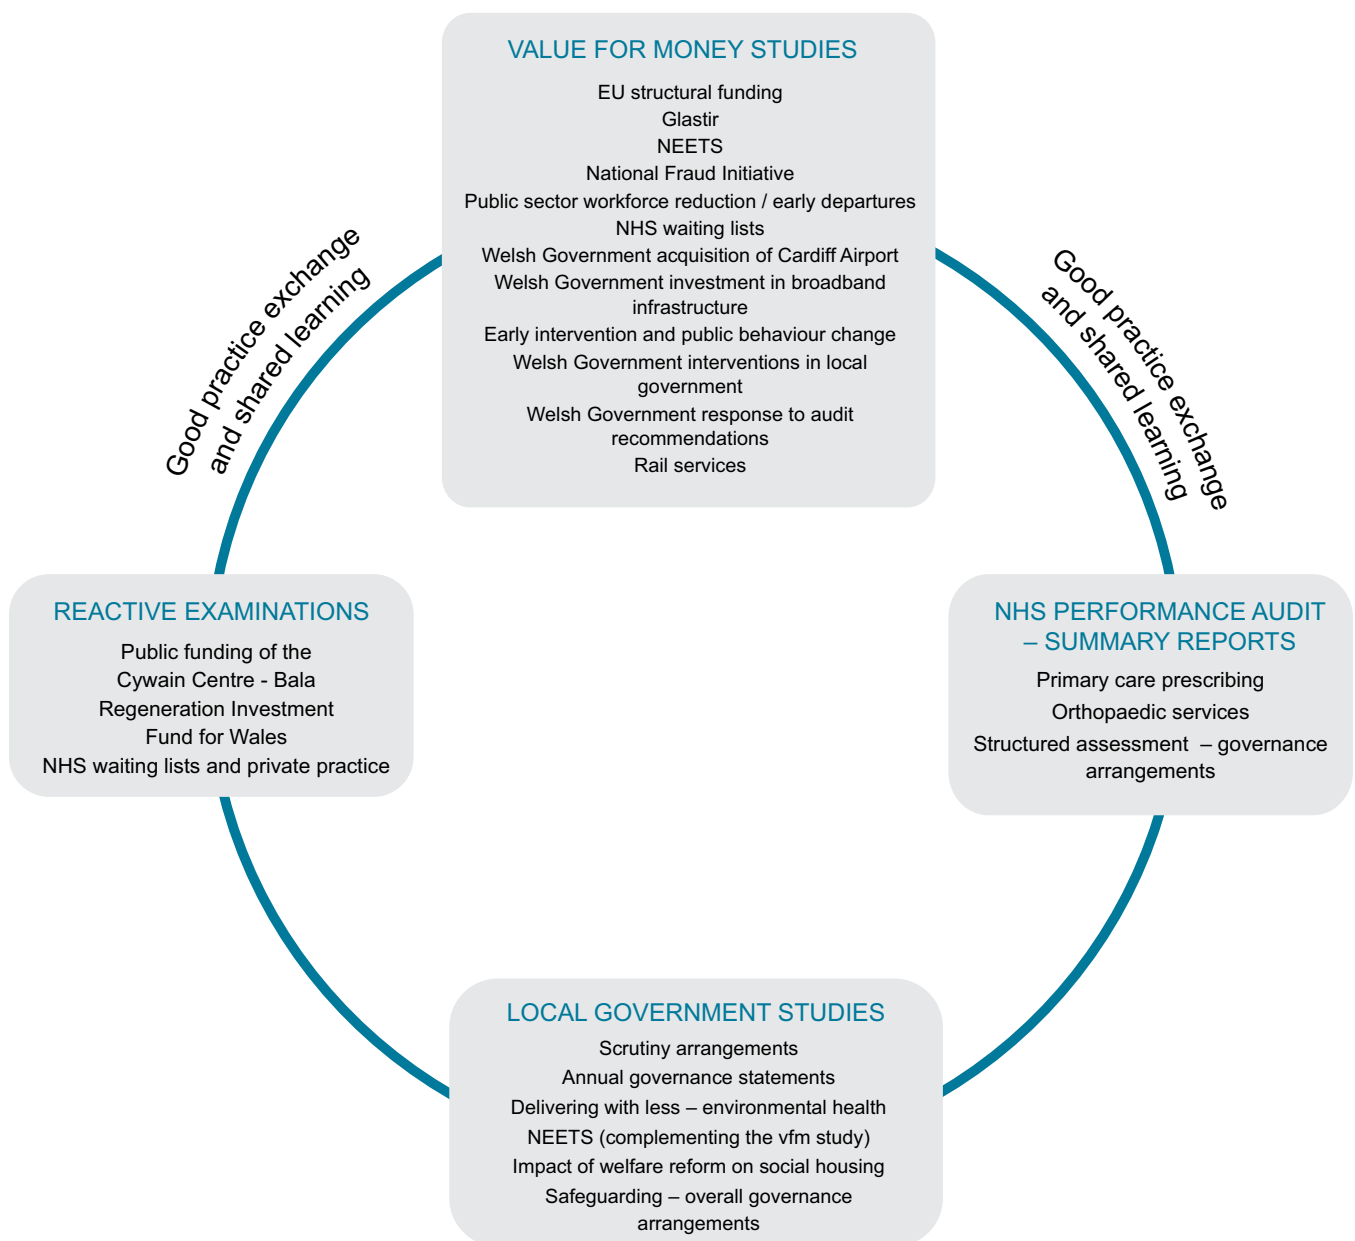 VALUE FOR MONEY STUDIES
EU structural funding
Glastir
NEETS
National Fraud Initiative
Public sector workforce reduction / early departures
NHS waiting lists
Welsh Government acquisition of Cardiff Airport
Welsh Government investment in broadband
infrastructure
Early intervention and public behaviour change
Welsh Government interventions in local
government
Welsh Government response to audit
recommendations
Rail services
Good practice exchange
and shared learning
Good practice exchange
and shared learning
REACTIVE EXAMINATIONS
Public funding of the
Cywain Centre - Bala
Regeneration Investment
Fund for Wales
NHS waiting lists and private practice
NHS PERFORMANCE AUDIT
– SUMMARY REPORTS
Primary care prescribing
Orthopaedic services
Structured assessment – governance
arrangements
LOCAL GOVERNMENT STUDIES
Scrutiny arrangements
Annual governance statements
Delivering with less – environmental health
NEETS (complementing the vfm study)
Impact of welfare reform on social housing
Safeguarding – overall governance
arrangements